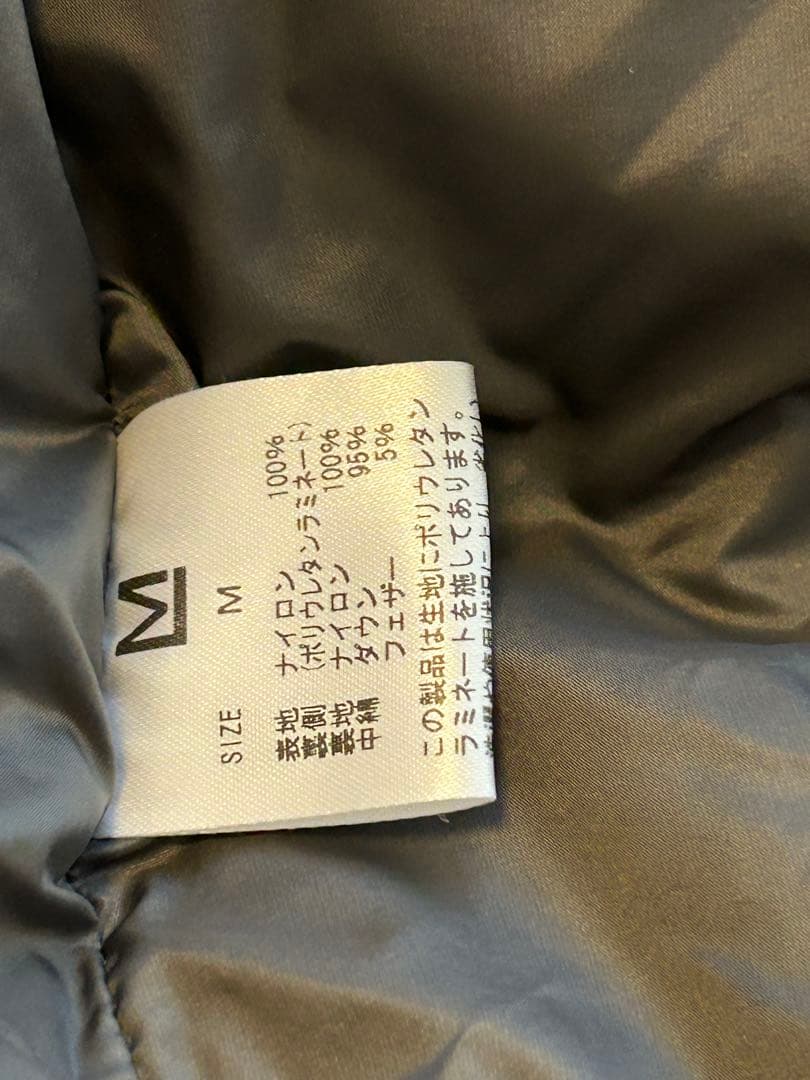 M
SIZE M
表地 ナイロン 100%
裏側 (ポリウレタンラミネート)
裏地 ナイロン 100%
中綿 ダウン 95%
フェザー 5%
この製品は生地にポリウレタン
ラミネートを施してあります。